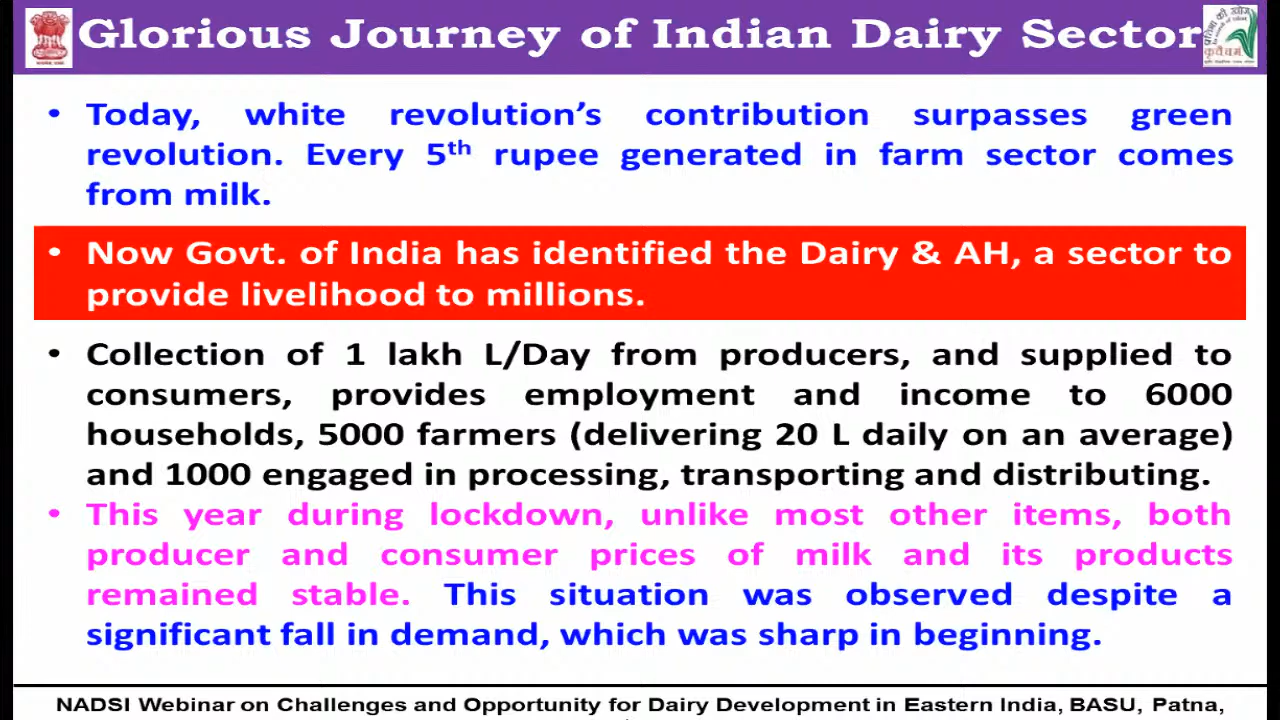 Glorious Journey of Indian Dairy Sector
• Today, white revolution’s contribution surpasses green
revolution. Every 5th rupee generated in farm sector comes
from milk.
• Now Govt. of India has identified the Dairy & AH, a sector to
provide livelihood to millions.
• Collection of 1 lakh L/Day from producers, and supplied to
consumers, provides employment and income to 6000
households, 5000 farmers (delivering 20 L daily on an average)
and 1000 engaged in processing, transporting and distributing.
• This year during lockdown, unlike most other items, both
producer and consumer prices of milk and its products
remained stable. This situation was observed despite a
significant fall in demand, which was sharp in beginning.
NADSI Webinar on Challenges and Opportunity for Dairy Development in Eastern India, BASU, Patna,